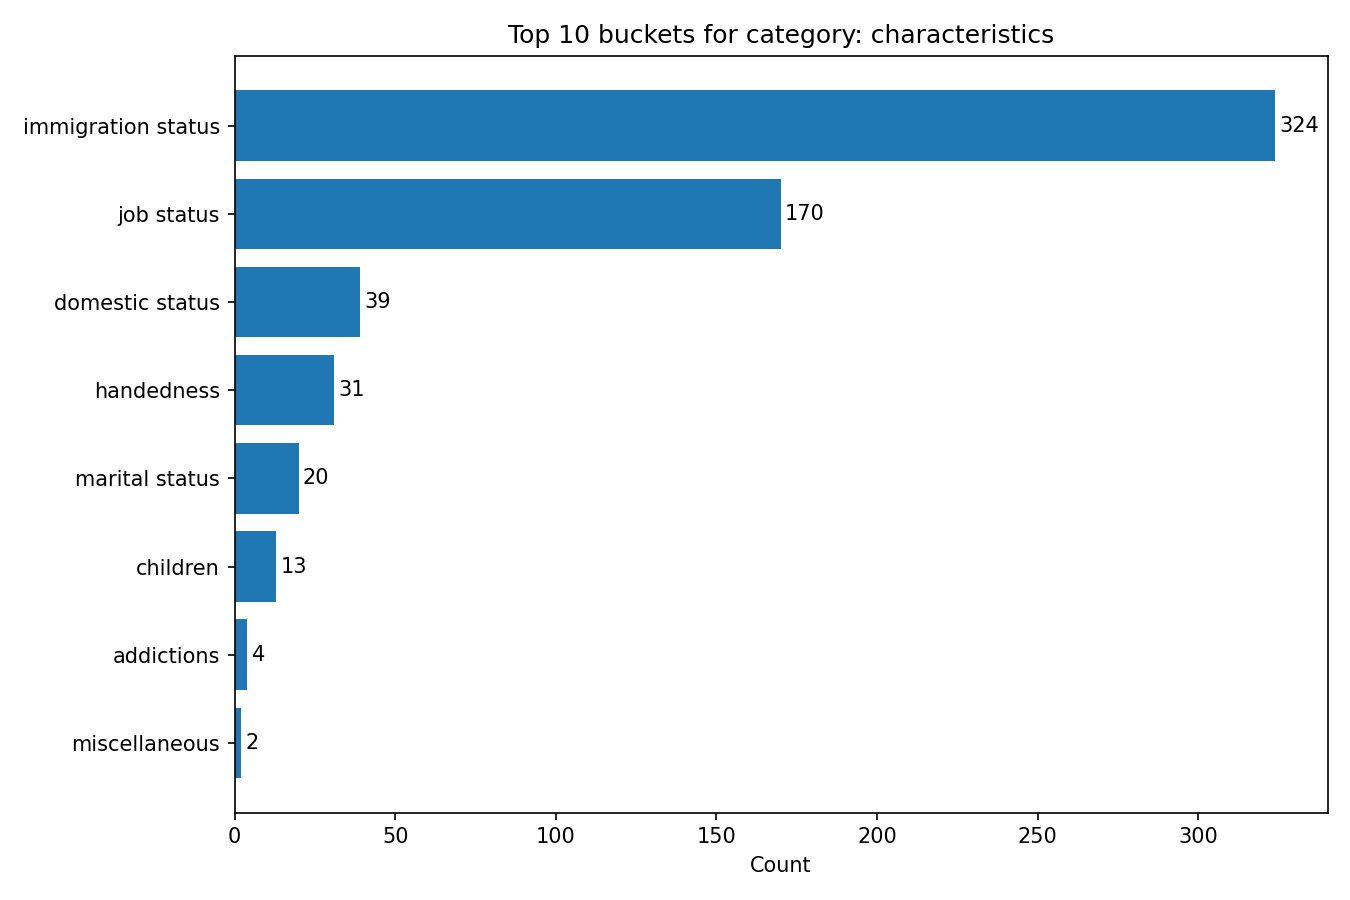 Top 10 buckets for category: characteristics
immigration status 324
job status 170
domestic status 39
handedness 31
marital status 20
children 13
addictions 4
miscellaneous 2
0 50 100 150 200 250 300
Count